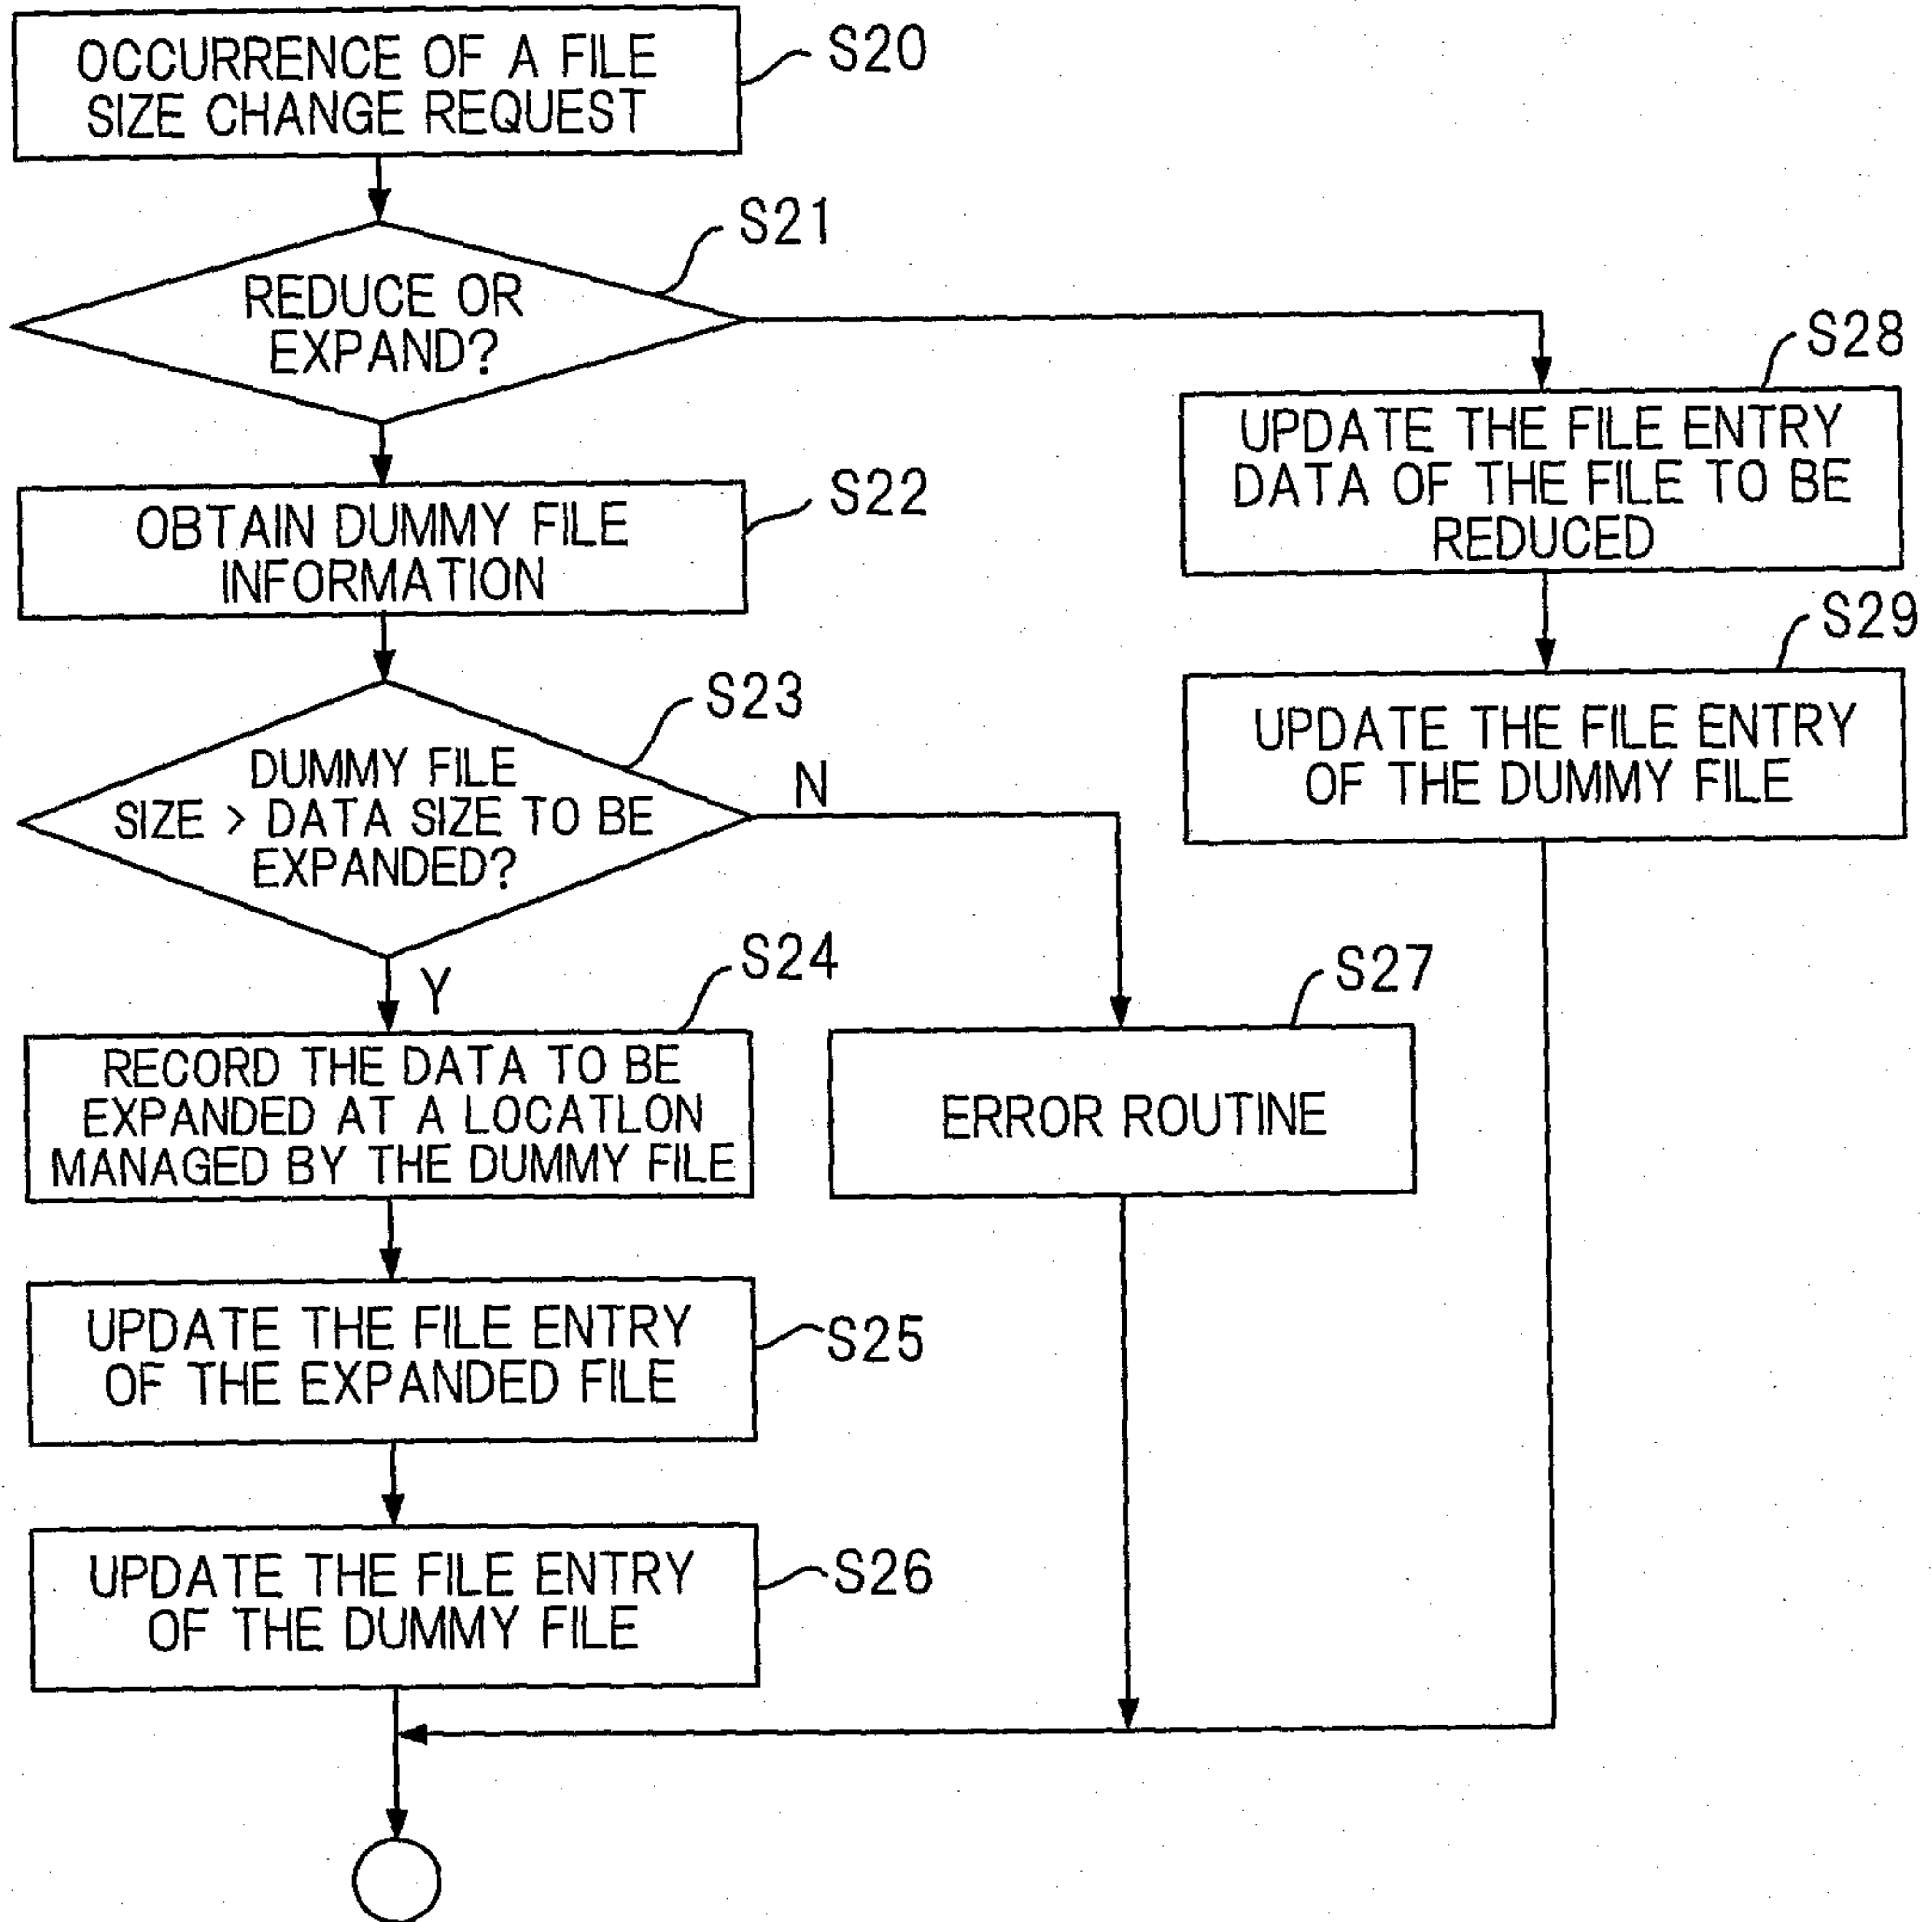 OCCURRENCE OF A FILE
SIZE CHANGE REQUEST
S20
S21
REDUCE OR
EXPAND?
S28
UPDATE THE FILE ENTRY
DATA OF THE FILE TO BE
REDUCED
S22
OBTAIN DUMMY FILE
INFORMATION
S29
UPDATE THE FILE ENTRY
OF THE DUMMY FILE
S23
DUMMY FILE
SIZE > DATA SIZE TO BE
EXPANDED?
N
Y
S24
RECORD THE DATA TO BE
EXPANDED AT A LOCATLON
MANAGED BY THE DUMMY FILE
S27
ERROR ROUTINE
UPDATE THE FILE ENTRY
OF THE EXPANDED FILE
S25
UPDATE THE FILE ENTRY
OF THE DUMMY FILE
S26